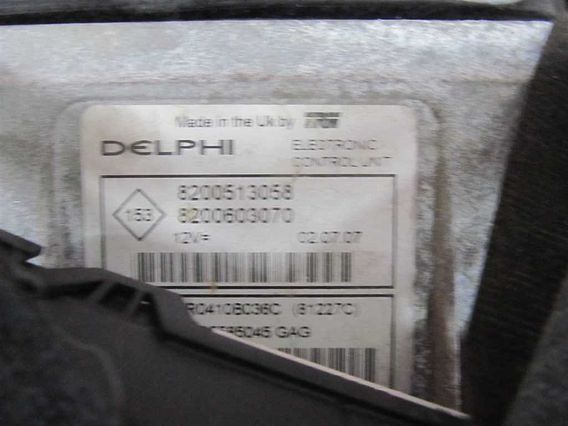 Made in the Uk by TRW
DELPHI ELECTRONIC
CONTROL UNIT
153
8200513058
8200603070
12V= 02.07.07
R0410B036C (81227C)
GAG